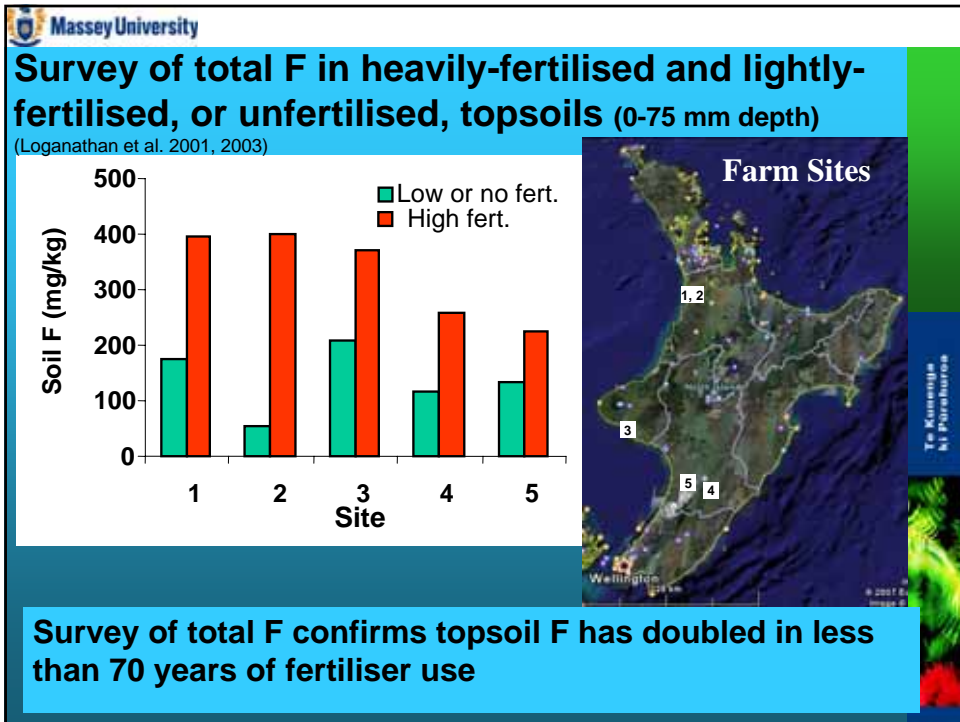 Massey University
Survey of total F in heavily-fertilised and lightly-
fertilised, or unfertilised, topsoils (0-75 mm depth)
(Loganathan et al. 2001, 2003)
Soil F (mg/kg)
500
400
300
200
100
0
Low or no fert.
High fert.
1 2 3 4 5
Site
Farm Sites
1, 2
3
5
4
Wellington
Te Kunenga
ki Pūrehuroa
Survey of total F confirms topsoil F has doubled in less
than 70 years of fertiliser use